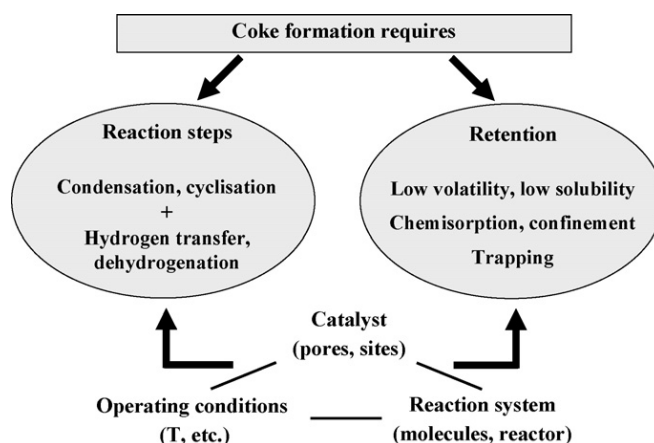 Coke formation requires
Reaction steps
Condensation, cyclisation
+
Hydrogen transfer,
dehydrogenation
Retention
Low volatility, low solubility
Chemisorption, confinement
Trapping
Catalyst
(pores, sites)
Operating conditions
(T, etc.)
Reaction system
(molecules, reactor)